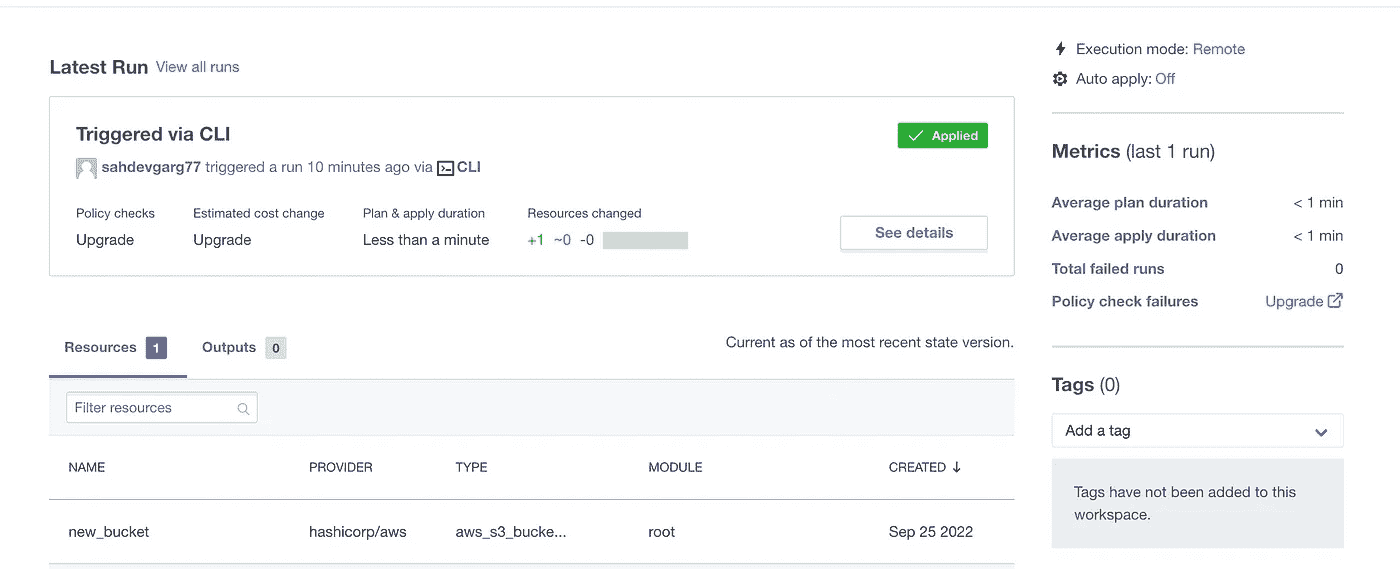 Latest Run View all runs
Triggered via CLI
Applied
sahdevgarg77 triggered a run 10 minutes ago via CLI
Policy checks Estimated cost change Plan & apply duration Resources changed
Upgrade Upgrade Less than a minute +1 ~0 -0
See details
Resources 1 Outputs 0
Current as of the most recent state version.
Filter resources
NAME PROVIDER TYPE MODULE CREATED ↓
new_bucket hashicorp/aws aws_s3_bucke... root Sep 25 2022
Execution mode: Remote
Auto apply: Off
Metrics (last 1 run)
Average plan duration < 1 min
Average apply duration < 1 min
Total failed runs 0
Policy check failures Upgrade
Tags (0)
Add a tag
Tags have not been added to this
workspace.